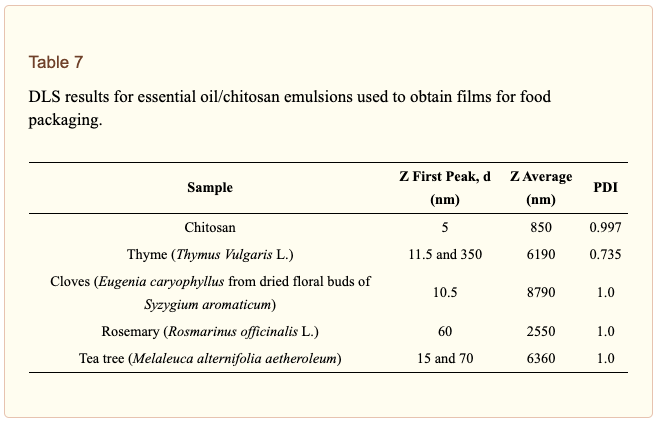 Table 7
DLS results for essential oil/chitosan emulsions used to obtain films for food
packaging.
Sample Z First Peak, d (nm) Z Average (nm) PDI
Chitosan 5 850 0.997
Thyme (Thymus Vulgaris L.) 11.5 and 350 6190 0.735
Cloves (Eugenia caryophyllus from dried floral buds of
Syzygium aromaticum) 10.5 8790 1.0
Rosmary (Rosmarinus officinalis L.) 60 2550 1.0
Tea tree (Melaleuca alternifolia aetheroleum) 15 and 70 6360 1.0